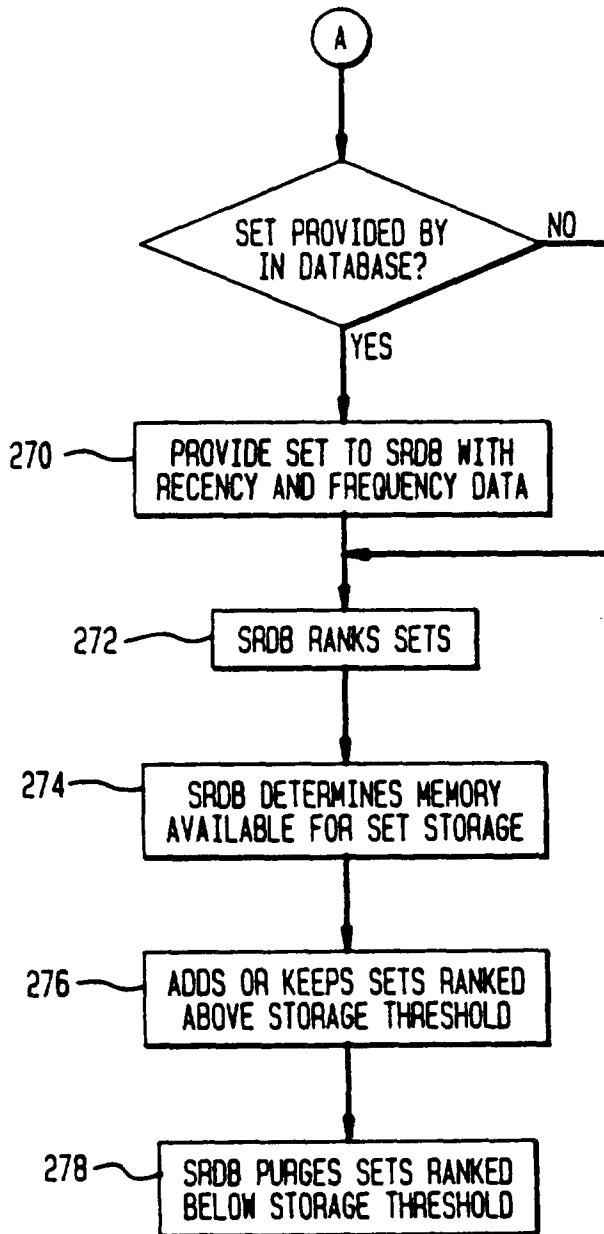 A
SET PROVIDED BY
IN DATABASE?
NO
YES
270
PROVIDE SET TO SRDB WITH
RECENCY AND FREQUENCY DATA
272
SRDB RANKS SETS
274
SRDB DETERMINES MEMORY
AVAILABLE FOR SET STORAGE
276
ADDS OR KEEPS SETS RANKED
ABOVE STORAGE THRESHOLD
278
SRDB PURGES SETS RANKED
BELOW STORAGE THRESHOLD